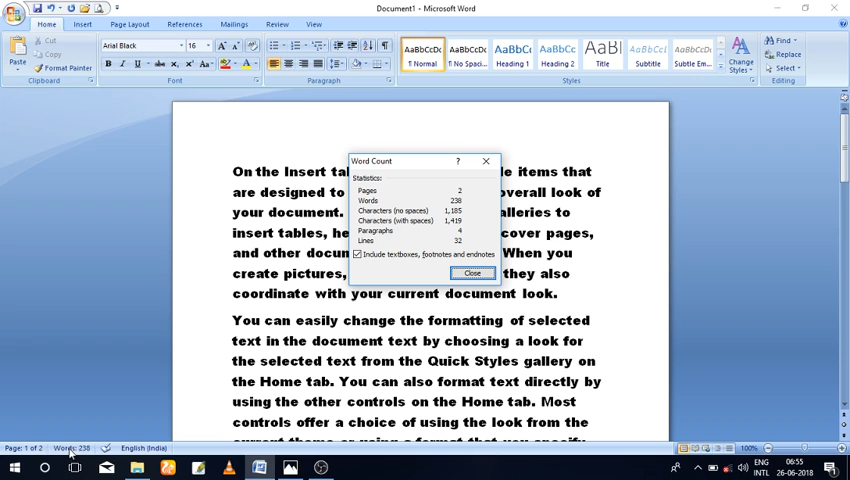 Document1 - Microsoft Word
Home Insert Page Layout References Mailings Review View
Paste
Cut
Copy
Format Painter
Clipboard
Arial Black 16
Font
Paragraph
AaBbCcDc AaBbCcDc AaBbCc AaBbCc AaBl AaBbCcL AaBbCcDc
¶ Normal ¶ No Spaci... Heading 1 Heading 2 Title Subtitle Subtle Em...
Change
Styles
Styles
Find
Replace
Select
Editing
On the Insert items that
are designed to overall look of
your document. alleries to
insert tables, cover pages,
and other When you
create pictures, they also
coordinate with your current document look.
You can easily change the formatting of selected
text in the document text by choosing a look for
the selected text from the Quick Styles gallery on
the Home tab. You can also format text directly by
using the other controls on the Home tab. Most
controls offer a choice of using the look from the
current theme or using a format that you specify
Word Count
Statistics:
Pages 2
Words 238
Characters (no spaces) 1,185
Characters (with spaces) 1,419
Paragraphs 4
Lines 32
Include textboxes, footnotes and endnotes
Close
Page: 1 of 2 Words: 238 English (India) 100%
ENG
INTL
06:55
26-06-2018